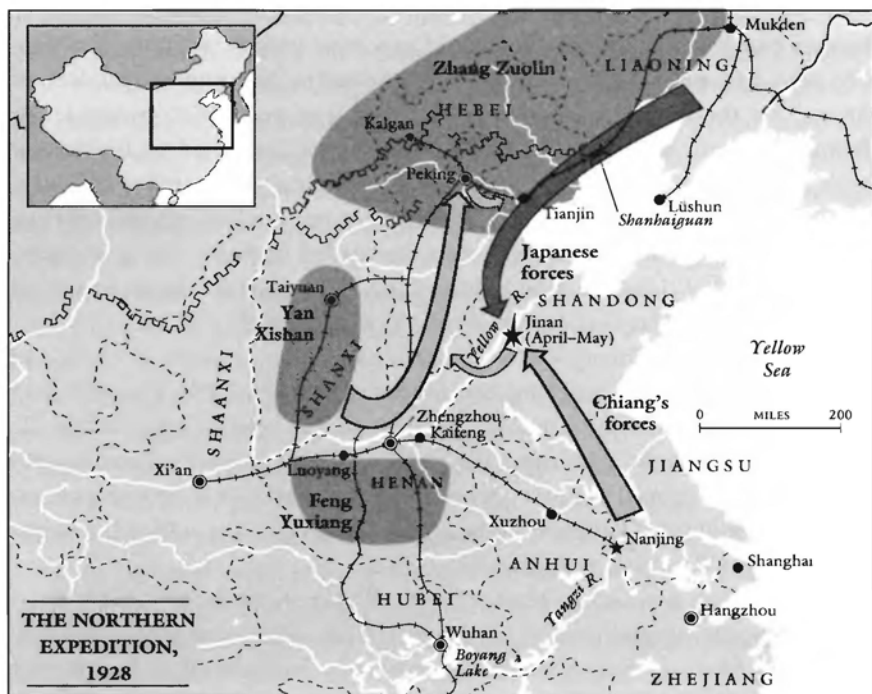 Mukden
LIAONING
Zhang Zuolin
HEBEI
Kalgan
Peking
Tianjin
Lüshun
Shanhaiguan
Japanese
forces
Taiyuan
Yan
Xishan
SHANXI
SHAANXI
Yellow R.
SHANDONG
Jinan
(April–May)
Yellow
Sea
Chiang's
forces
0 MILES 200
Zhengzhou
Kaifeng
Xi'an
Luoyang
HENAN
Feng
Yuxiang
JIANGSU
Xuzhou
Nanjing
ANHUI
Shanghai
HUBEI
Yangzi R.
Hangzhou
Wuhan
Boyang
Lake
ZHEJIANG
THE NORTHERN
EXPEDITION,
1928